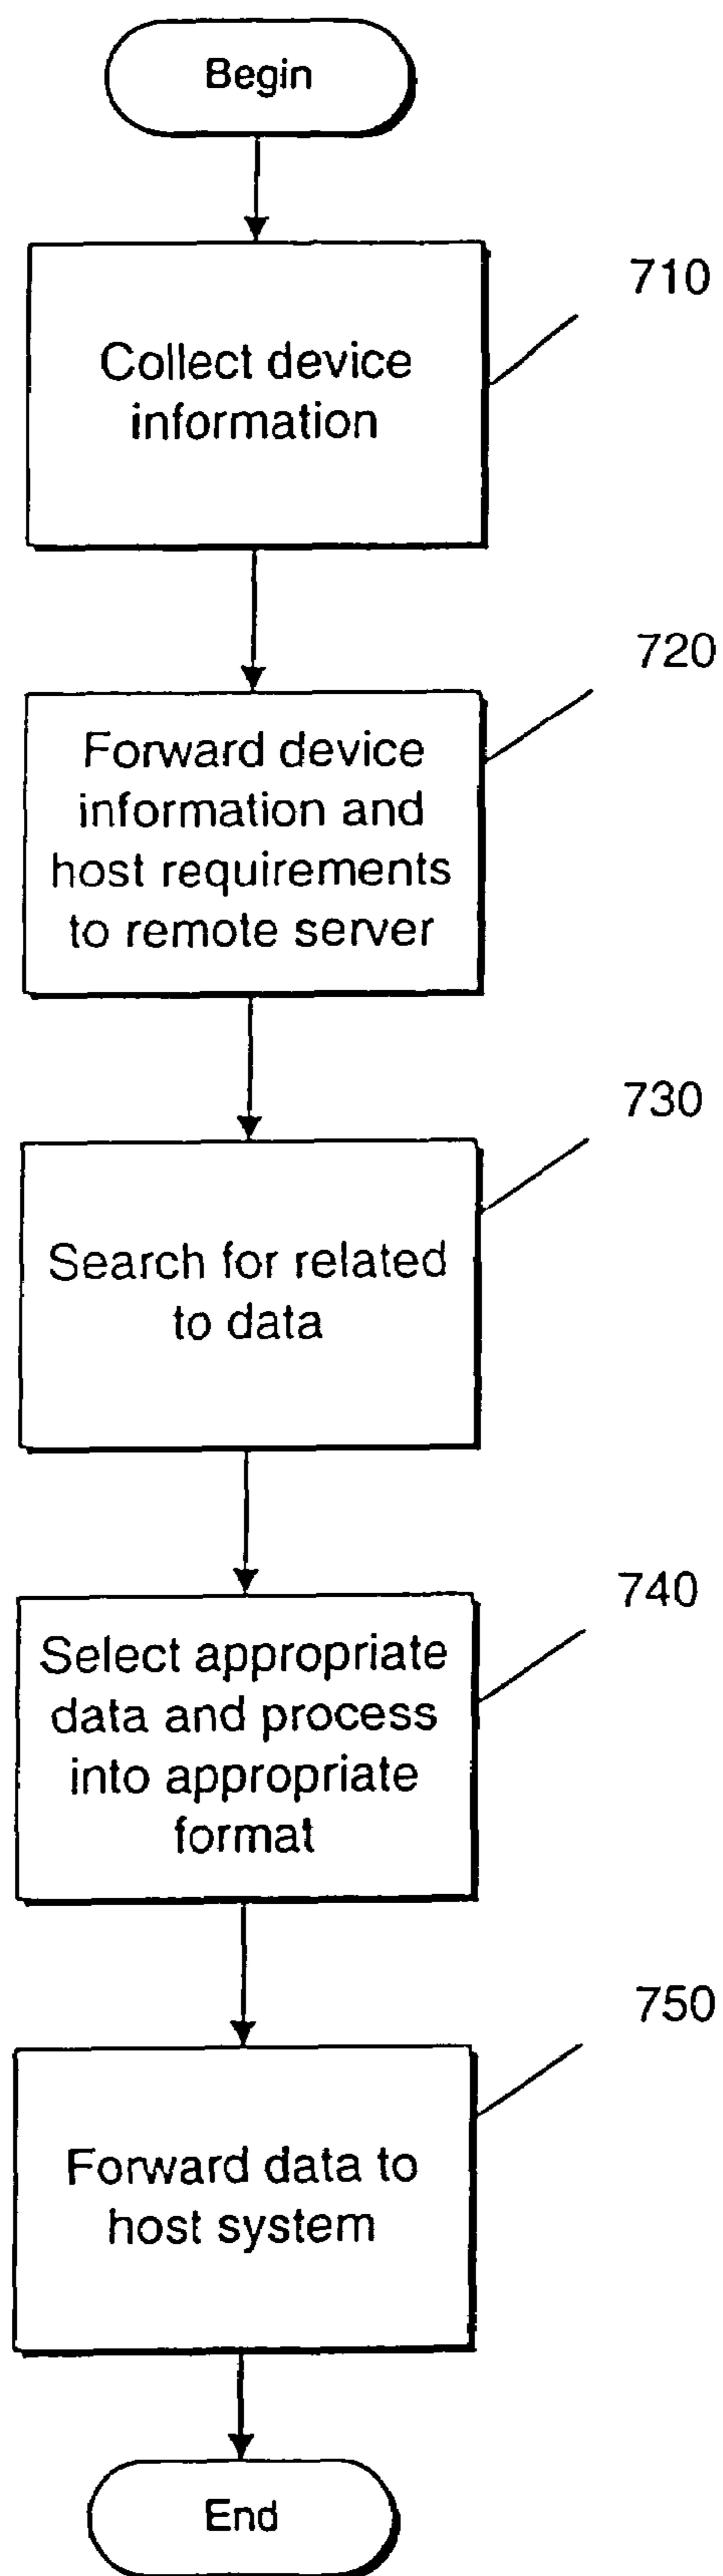 Begin
710
Collect device
information
720
Forward device
information and
host requirements
to remote server
730
Search for related
to data
740
Select appropriate
data and process
into appropriate
format
750
Forward data to
host system
End